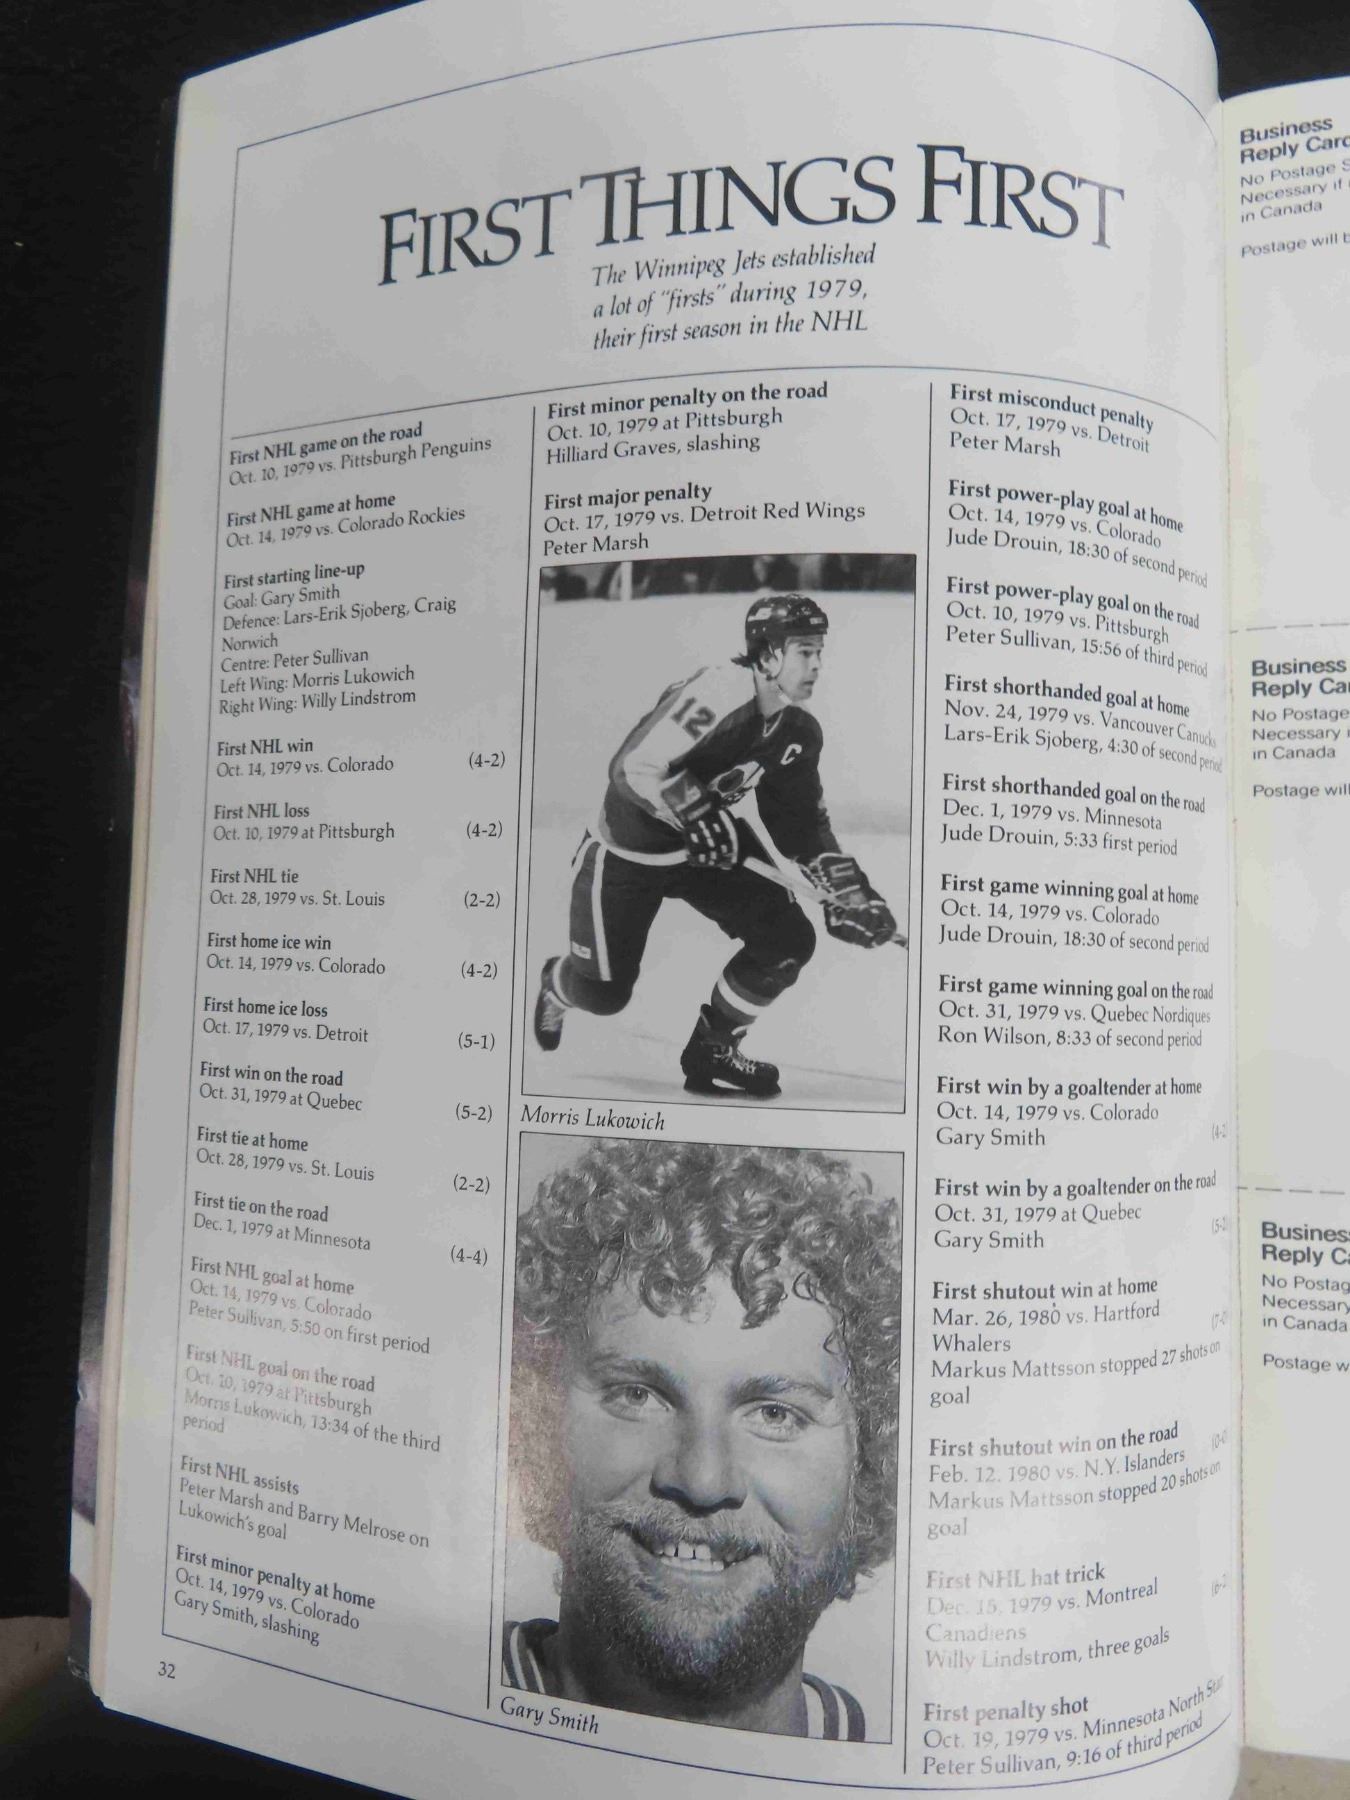 FIRST THINGS FIRST
The Winnipeg Jets established
a lot of "firsts" during 1979,
their first season in the NHL
First NHL game on the road
Oct. 10, 1979 vs. Pittsburgh Penguins
First NHL game at home
Oct. 14, 1979 vs. Colorado Rockies
First starting line-up
Goal: Gary Smith
Defence: Lars-Erik Sjoberg, Craig
Norwich
Centre: Peter Sullivan
Left Wing: Morris Lukowich
Right Wing: Willy Lindstrom
First NHL win
Oct. 14, 1979 vs. Colorado (4-2)
First NHL loss
Oct. 10, 1979 at Pittsburgh (4-2)
First NHL tie
Oct. 28, 1979 vs. St. Louis (2-2)
First home ice win
Oct. 14, 1979 vs. Colorado (4-2)
First home ice loss
Oct. 17, 1979 vs. Detroit (5-1)
First win on the road
Oct. 31, 1979 at Quebec (5-2)
First tie at home
Oct. 28, 1979 vs. St. Louis (2-2)
First tie on the road
Dec. 1, 1979 at Minnesota (4-4)
First NHL goal at home
Oct. 14, 1979 vs. Colorado
Peter Sullivan, 5:50 on first period
First NHL goal on the road
Oct. 10, 1979 at Pittsburgh
Morris Lukowich, 13:34 of the third
period
First NHL assists
Peter Marsh and Barry Melrose on
Lukowich's goal
First minor penalty at home
Oct. 14, 1979 vs. Colorado
Gary Smith, slashing
32
First minor penalty on the road
Oct. 10, 1979 at Pittsburgh
Hilliard Graves, slashing
First major penalty
Oct. 17, 1979 vs. Detroit Red Wings
Peter Marsh
12
C
Morris Lukowich
Gary Smith
First misconduct penalty
Oct. 17, 1979 vs. Detroit
Peter Marsh
First power-play goal at home
Oct. 14, 1979 vs. Colorado
Jude Drouin, 18:30 of second period
First power-play goal on the road
Oct. 10, 1979 vs. Pittsburgh
Peter Sullivan, 15:56 of third period
First shorthanded goal at home
Nov. 24, 1979 vs. Vancouver Canucks
Lars-Erik Sjoberg, 4:30 of second period
First shorthanded goal on the road
Dec. 1, 1979 vs. Minnesota
Jude Drouin, 5:33 first period
First game winning goal at home
Oct. 14, 1979 vs. Colorado
Jude Drouin, 18:30 of second period
First game winning goal on the road
Oct. 31, 1979 vs. Quebec Nordiques
Ron Wilson, 8:33 of second period
First win by a goaltender at home
Oct. 14, 1979 vs. Colorado
Gary Smith (4-2
First win by a goaltender on the road
Oct. 31, 1979 at Quebec
Gary Smith (5-2
First shutout win at home
Mar. 26, 1980 vs. Hartford
Whalers
Markus Mattsson stopped 27 shots on
goal
First shutout win on the road
Feb. 12. 1980 vs. N.Y. Islanders
Markus Mattsson stopped 20 shots on
goal
First NHL hat trick
Dec. 15, 1979 vs. Montreal
Canadiens
Willy Lindstrom, three goals
First penalty shot
Oct. 19, 1979 vs. Minnesota North
Peter Sullivan, 9:16 of third period
Business
Reply Card
No Postage
Necessary if
in Canada
Postage will
Business
Reply
No Postage
Necessary
in Canada
Postage will
Business
Reply
No
Necessary
in Canada
Postage